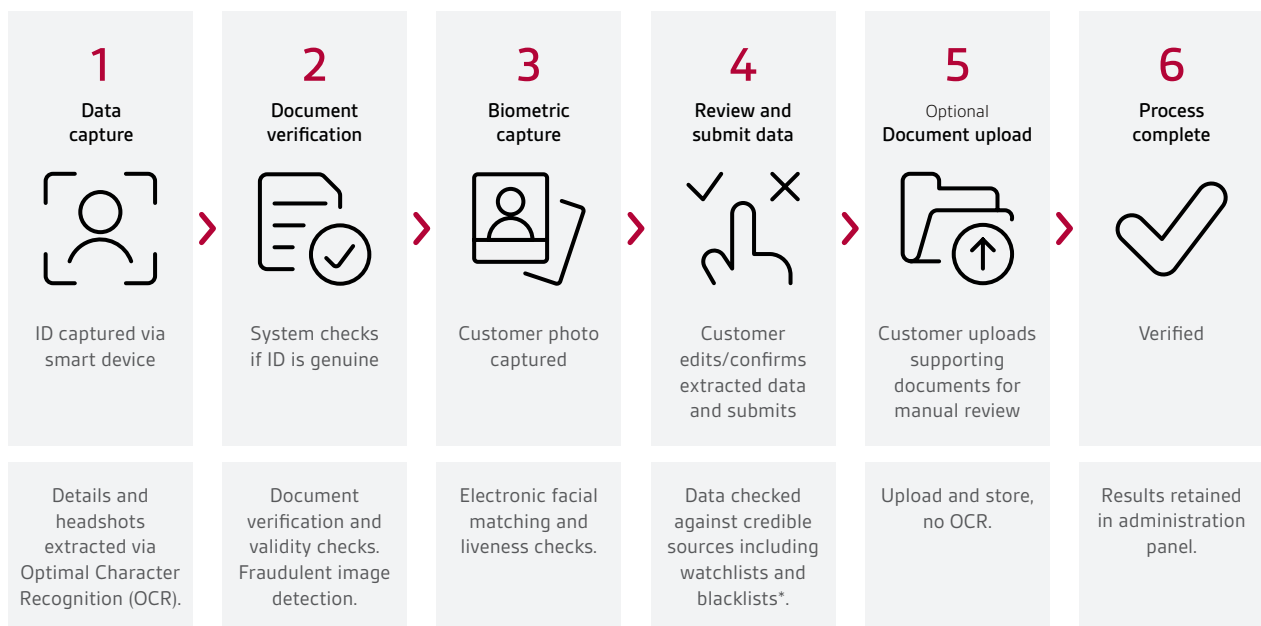 1
Data
capture
ID captured via
smart device
2
Document
verification
System checks
if ID is genuine
3
Biometric
capture
Customer photo
captured
4
Review and
submit data
Customer
edits/confirms
extracted data
and submits
5
Optional
Document upload
Customer uploads
supporting
documents for
manual review
6
Process
complete
Verified
Details and
headshots
extracted via
Optimal Character
Recognition (OCR).
Document
verification and
validity checks.
Fraudulent image
detection.
Electronic facial
matching and
liveness checks.
Data checked
against credible
sources including
watchlists and
blacklists*.
Upload and store,
no OCR.
Results retained
in administration
panel.